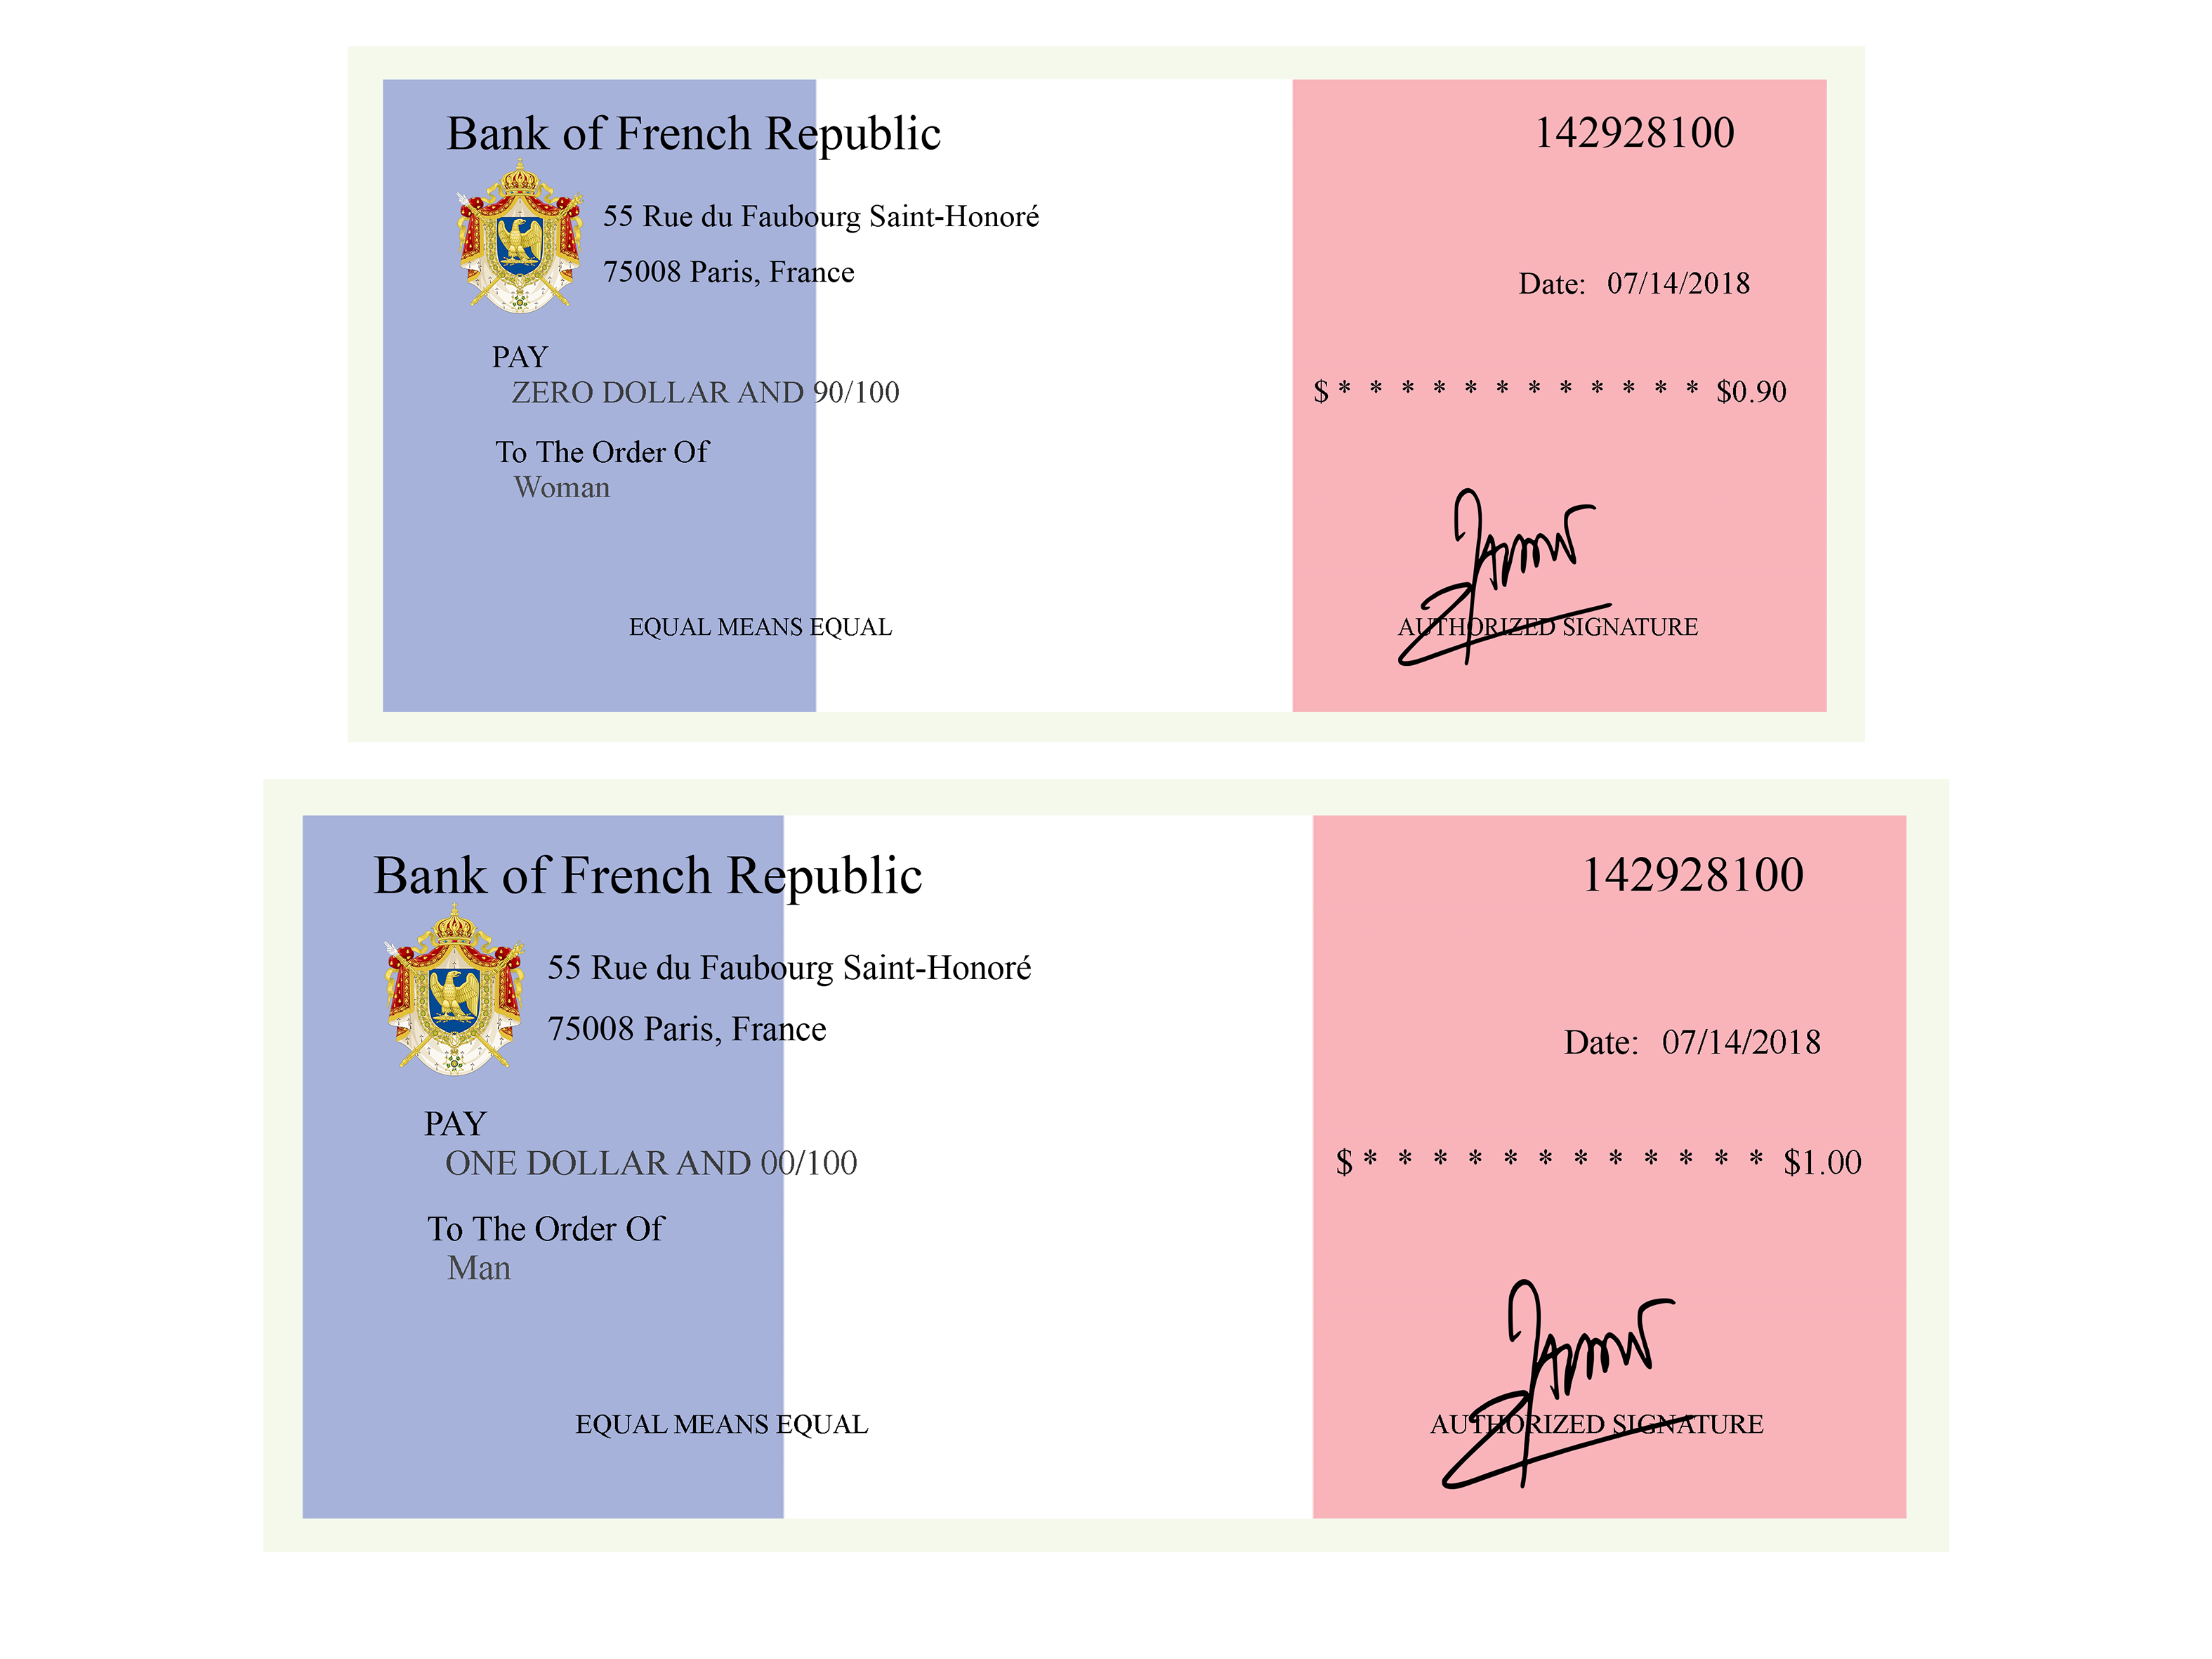 Bank of French Republic
142928100
55 Rue du Faubourg Saint-Honoré
75008 Paris, France
Date: 07/14/2018
PAY
ZERO DOLLAR AND 90/100
$ * * * * * * * * * * * * $0.90
To The Order Of
Woman
EQUAL MEANS EQUAL
AUTHORIZED SIGNATURE
Bank of French Republic
142928100
55 Rue du Faubourg Saint-Honoré
75008 Paris, France
Date: 07/14/2018
PAY
ONE DOLLAR AND 00/100
$ * * * * * * * * * * * * $1.00
To The Order Of
Man
EQUAL MEANS EQUAL
AUTHORIZED SIGNATURE